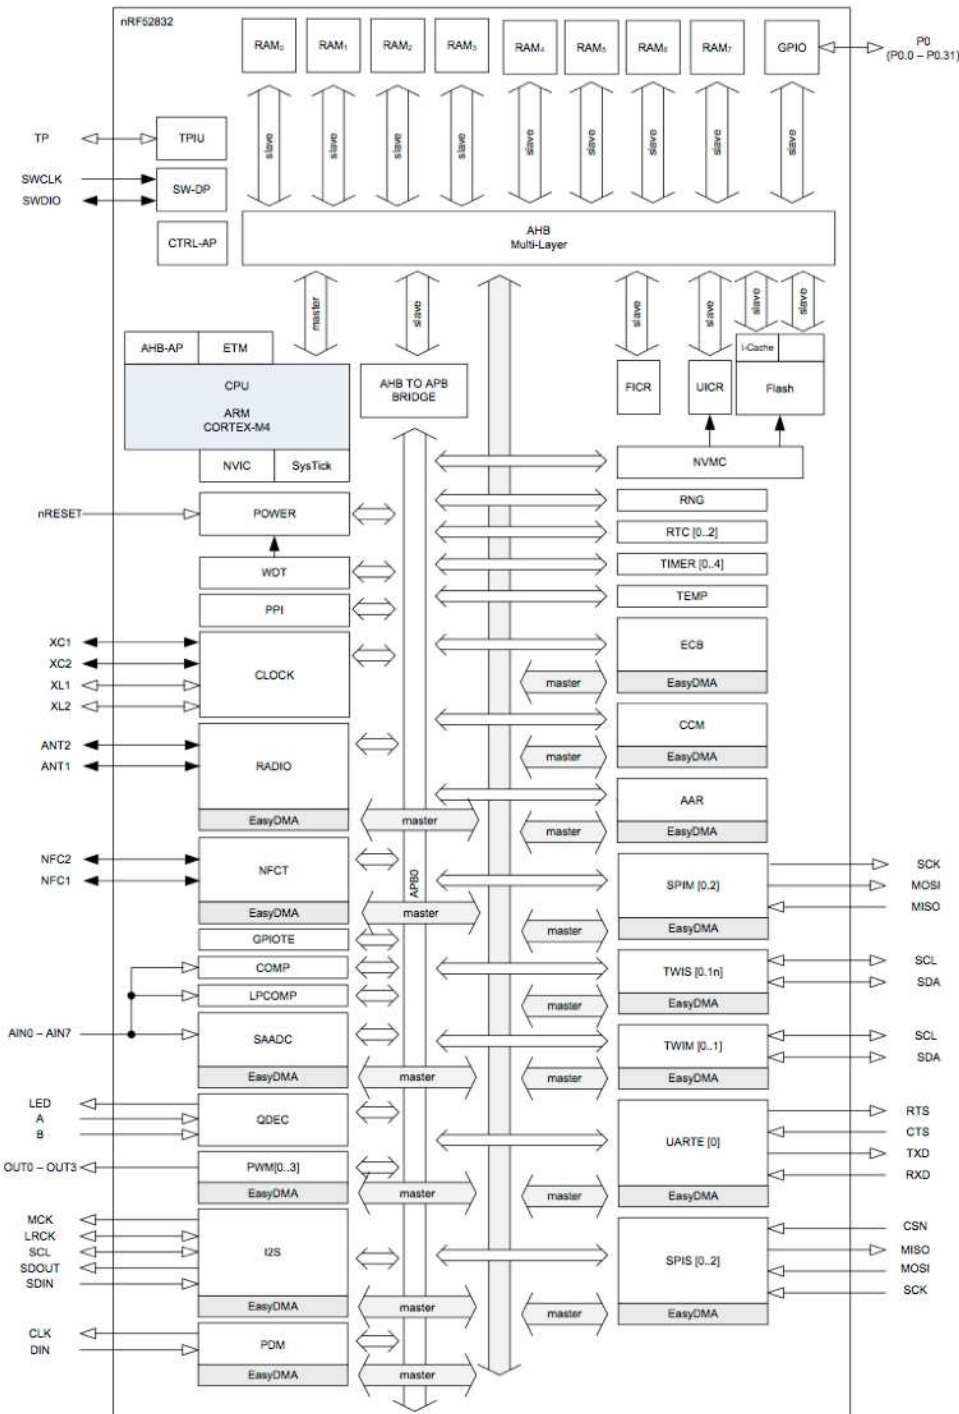 nRF52832
RAM0 RAM1 RAM2 RAM3 RAM4 RAM5 RAM6 RAM7 GPIO
P0
(P0.0 – P0.31)
slave slave slave slave slave slave slave slave slave
TP
TPIU
SWCLK
SWDIO
SW-DP
CTRL-AP
AHB
Multi-Layer
master slave slave slave slave slave
AHB-AP ETM
CPU
ARM
CORTEX-M4
NVIC SysTick
AHB TO APB
BRIDGE
FICR
UICR
I-Cache
Flash
NVMC
nRESET
POWER
RNG
RTC [0..2]
WDT
TIMER [0..4]
PPI
TEMP
XC1
XC2
XL1
XL2
CLOCK
ECB
EasyDMA
master
ANT2
ANT1
RADIO
EasyDMA
master
CCM
EasyDMA
master
AAR
EasyDMA
master
NFC2
NFC1
NFCT
EasyDMA
master
APB0
SPIM [0.2]
EasyDMA
master
SCK
MOSI
MISO
GPIOTE
COMP
LPCOMP
AIN0 – AIN7
SAADC
EasyDMA
master
TWIS [0.1n]
EasyDMA
master
SCL
SDA
TWIM [0..1]
EasyDMA
master
SCL
SDA
LED
A
B
QDEC
OUT0 – OUT3
PWM[0..3]
EasyDMA
master
UARTE [0]
EasyDMA
master
RTS
CTS
TXD
RXD
MCK
LRCK
SCL
SDOUT
SDIN
I2S
EasyDMA
master
SPIS [0..2]
EasyDMA
master
CSN
MISO
MOSI
SCK
CLK
DIN
PDM
EasyDMA
master